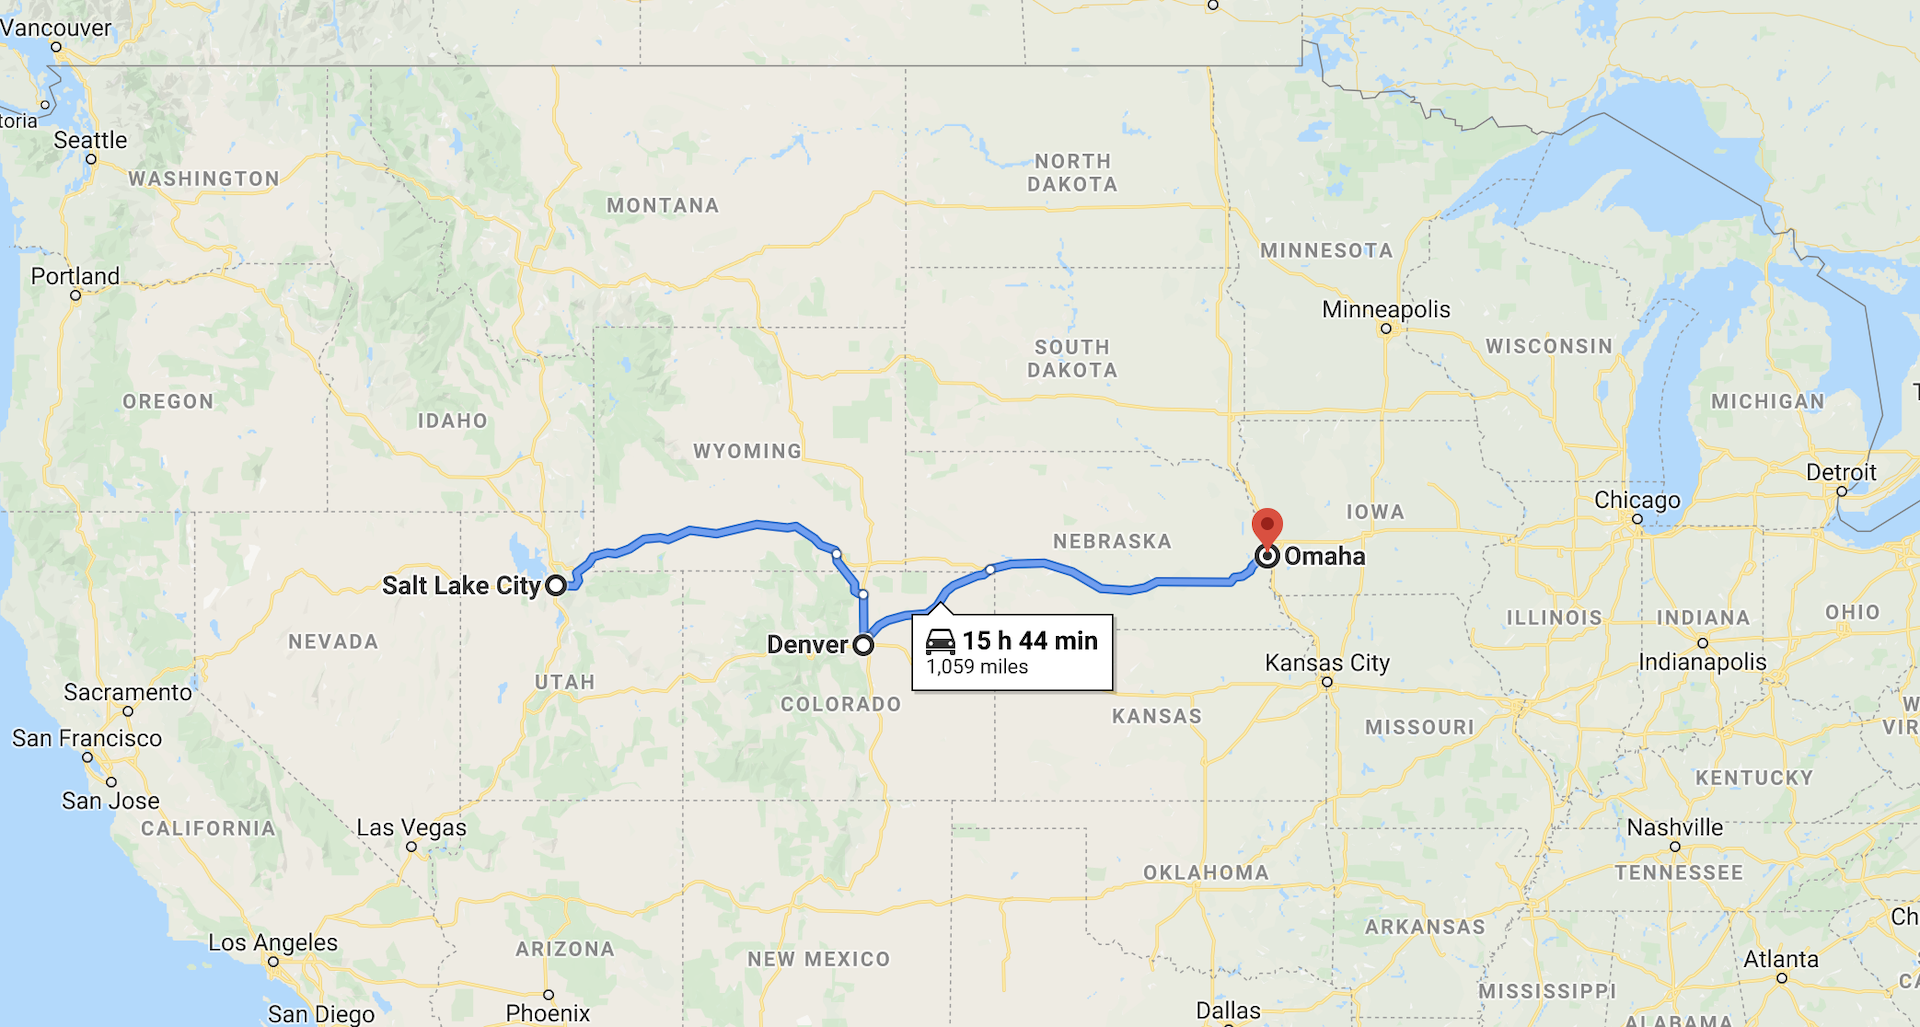 Vancouver
toria
Seattle
WASHINGTON
MONTANA
NORTH
DAKOTA
MINNESOTA
Portland
Minneapolis
SOUTH
DAKOTA
WISCONSIN
OREGON
IDAHO
MICHIGAN
WYOMING
Detroit
Chicago
IOWA
NEBRASKA
Omaha
Salt Lake City
ILLINOIS
INDIANA
OHIO
NEVADA
Denver
15 h 44 min
1,059 miles
Kansas City
Indianapolis
UTAH
Sacramento
COLORADO
KANSAS
MISSOURI
W
VIR
San Francisco
KENTUCKY
San Jose
CALIFORNIA
Las Vegas
Nashville
OKLAHOMA
TENNESSEE
ARKANSAS
Ch
Los Angeles
ARIZONA
NEW MEXICO
Atlanta
CA
MISSISSIPPI
San Diego
Phoenix
Dallas
ALABAMA